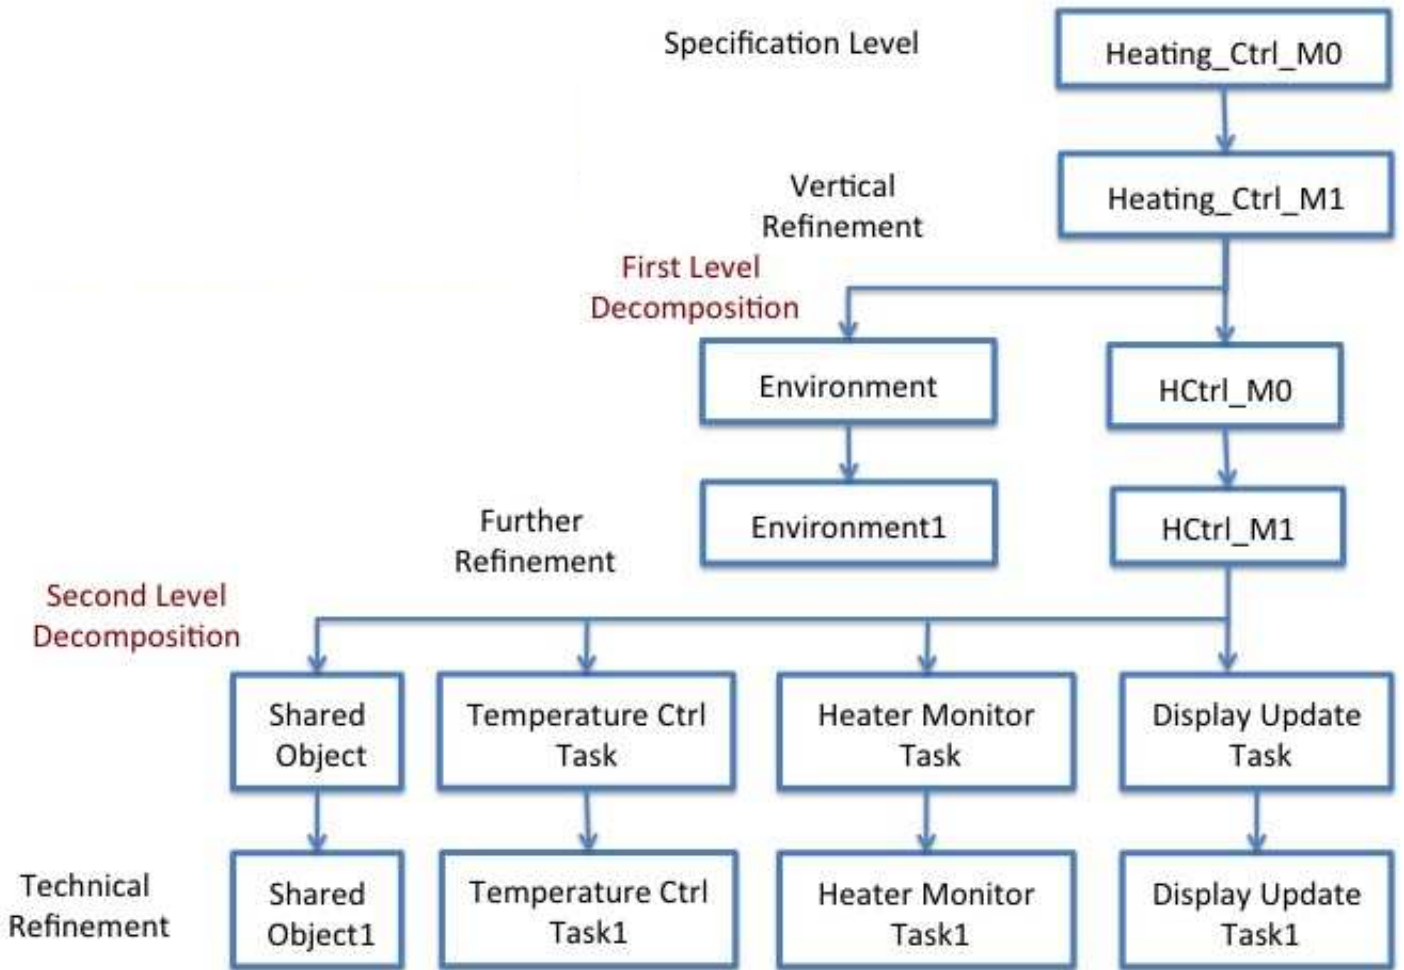 Specification Level
Heating_Ctrl_M0
Vertical
Refinement
Heating_Ctrl_M1
First Level
Decomposition
Environment
HCtrl_M0
Further
Refinement
Environment1
HCtrl_M1
Second Level
Decomposition
Shared
Object
Temperature Ctrl
Task
Heater Monitor
Task
Display Update
Task
Technical
Refinement
Shared
Object1
Temperature Ctrl
Task1
Heater Monitor
Task1
Display Update
Task1